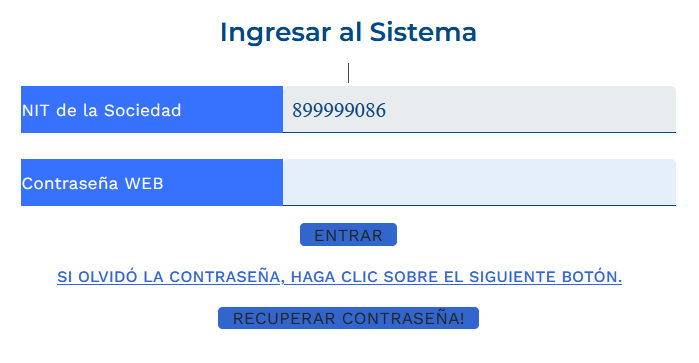 Ingresar al Sistema
NIT de la Sociedad 899999086
Contraseña WEB
ENTRAR
SI OLVIDÓ LA CONTRASEÑA, HAGA CLIC SOBRE EL SIGUIENTE BOTÓN.
RECUPERAR CONTRASEÑA!